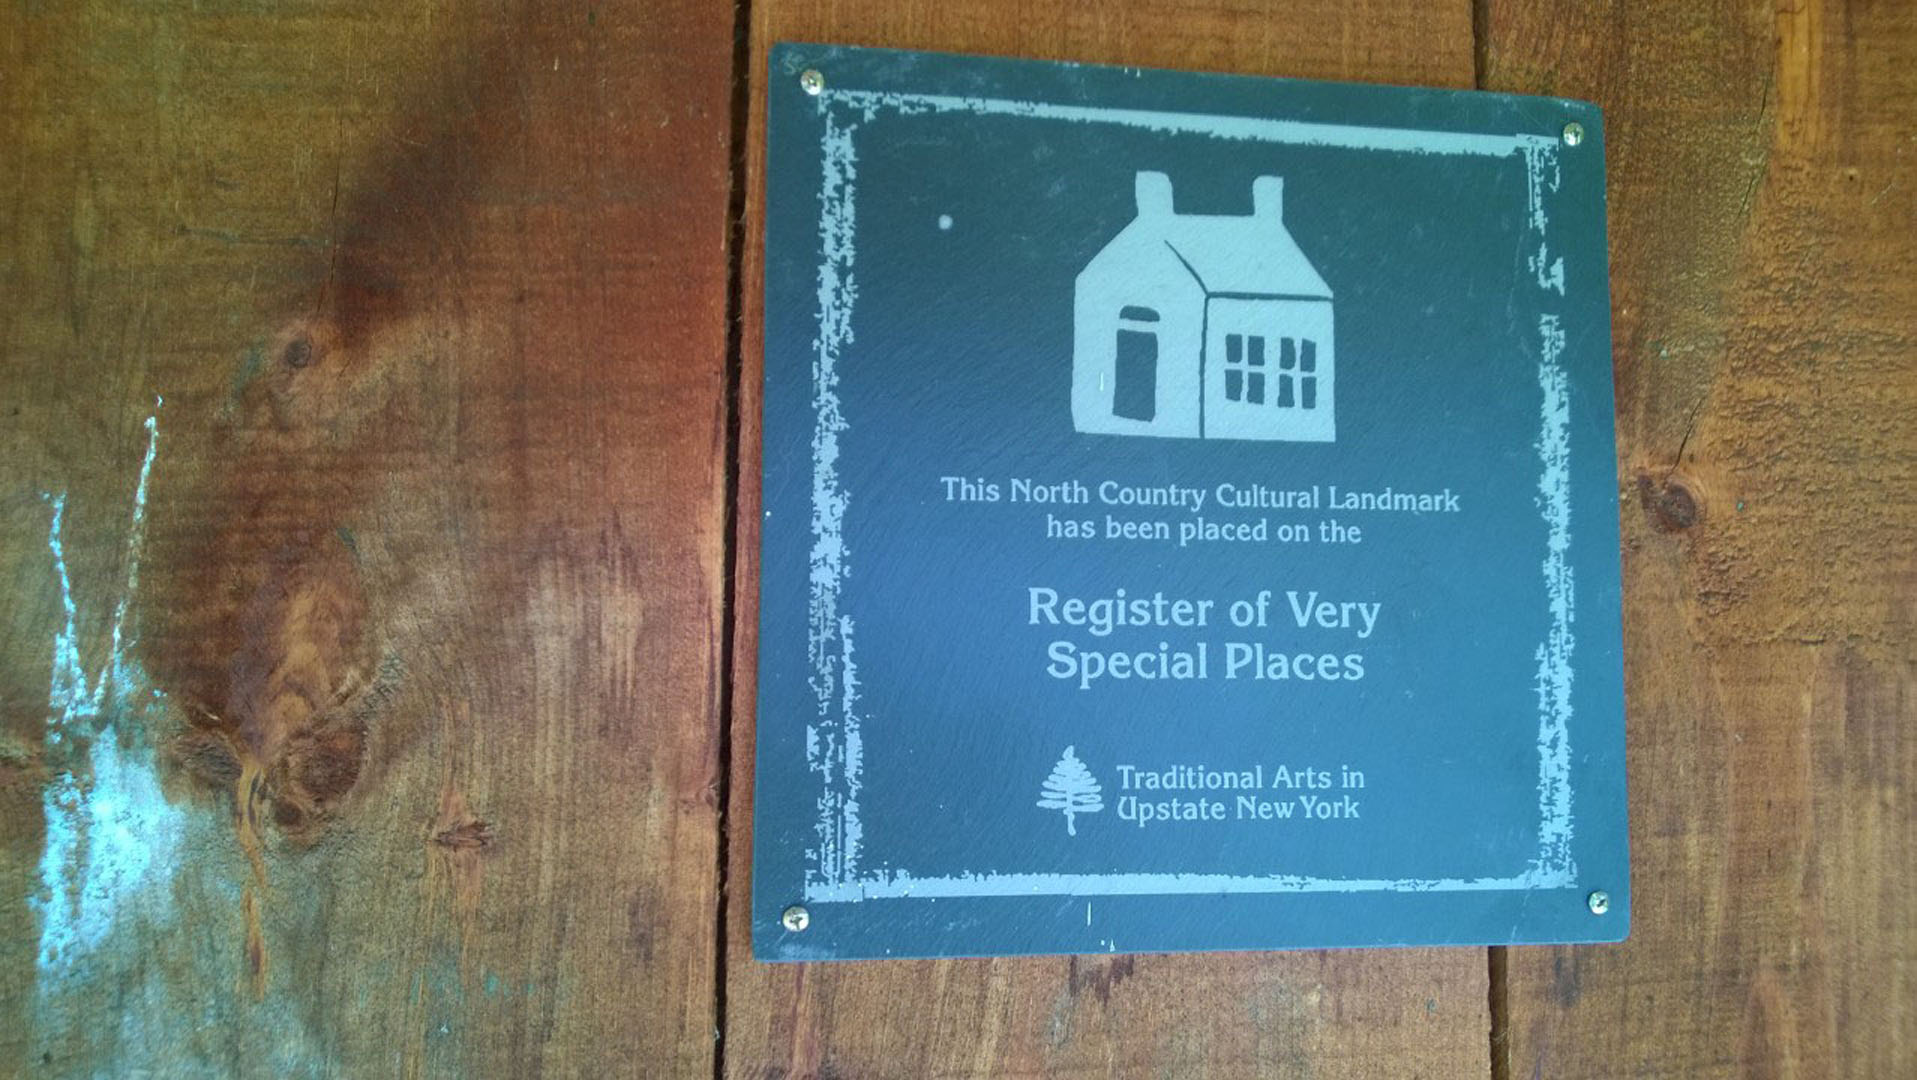 This North Country Cultural Landmark
has been placed on the
Register of Very
Special Places
Traditional Arts in
Upstate New York